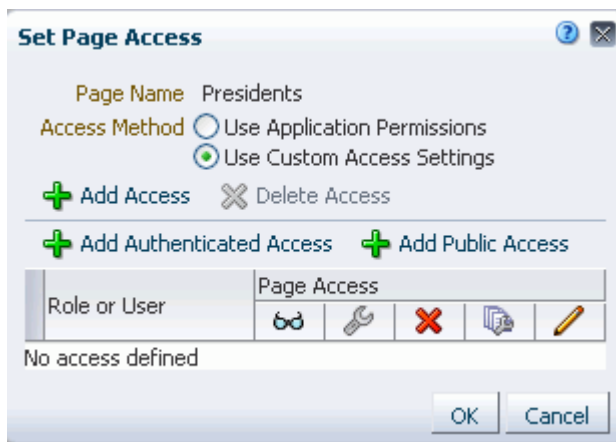 Set Page Access
Page Name Presidents
Access Method Use Application Permissions
Use Custom Access Settings
Add Access Delete Access
Add Authenticated Access Add Public Access
Role or User
Page Access
No access defined
OK Cancel